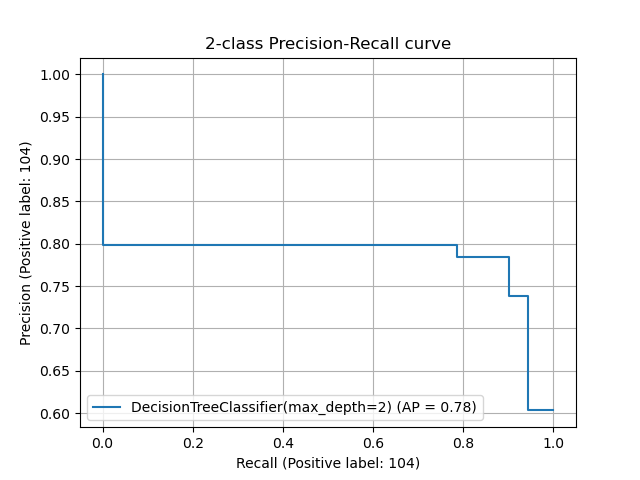 2-class Precision-Recall curve
1.00
0.95
0.90
0.85
0.80
0.75
0.70
0.65
0.60
Precision (Positive label: 104)
DecisionTreeClassifier(max_depth=2) (AP = 0.78)
0.0 0.2 0.4 0.6 0.8 1.0
Recall (Positive label: 104)